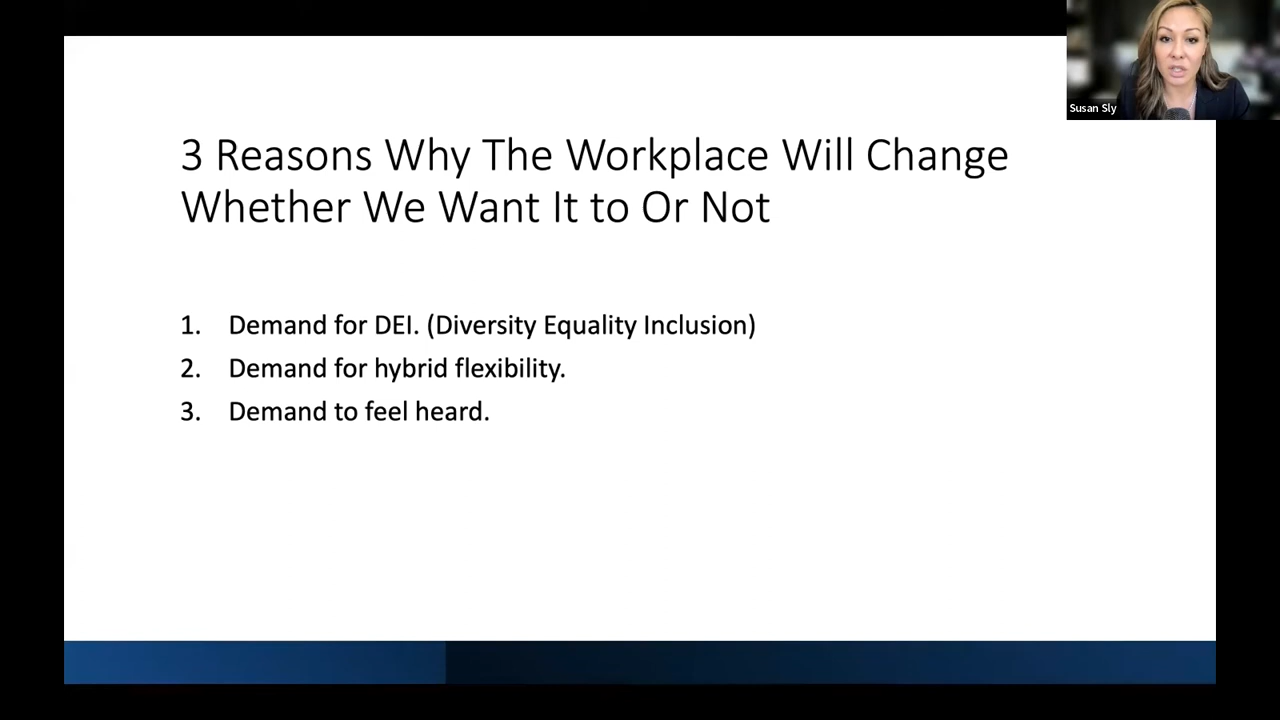 Susan Sly
3 Reasons Why The Workplace Will Change
Whether We Want It to Or Not
1. Demand for DEI. (Diversity Equality Inclusion)
2. Demand for hybrid flexibility.
3. Demand to feel heard.